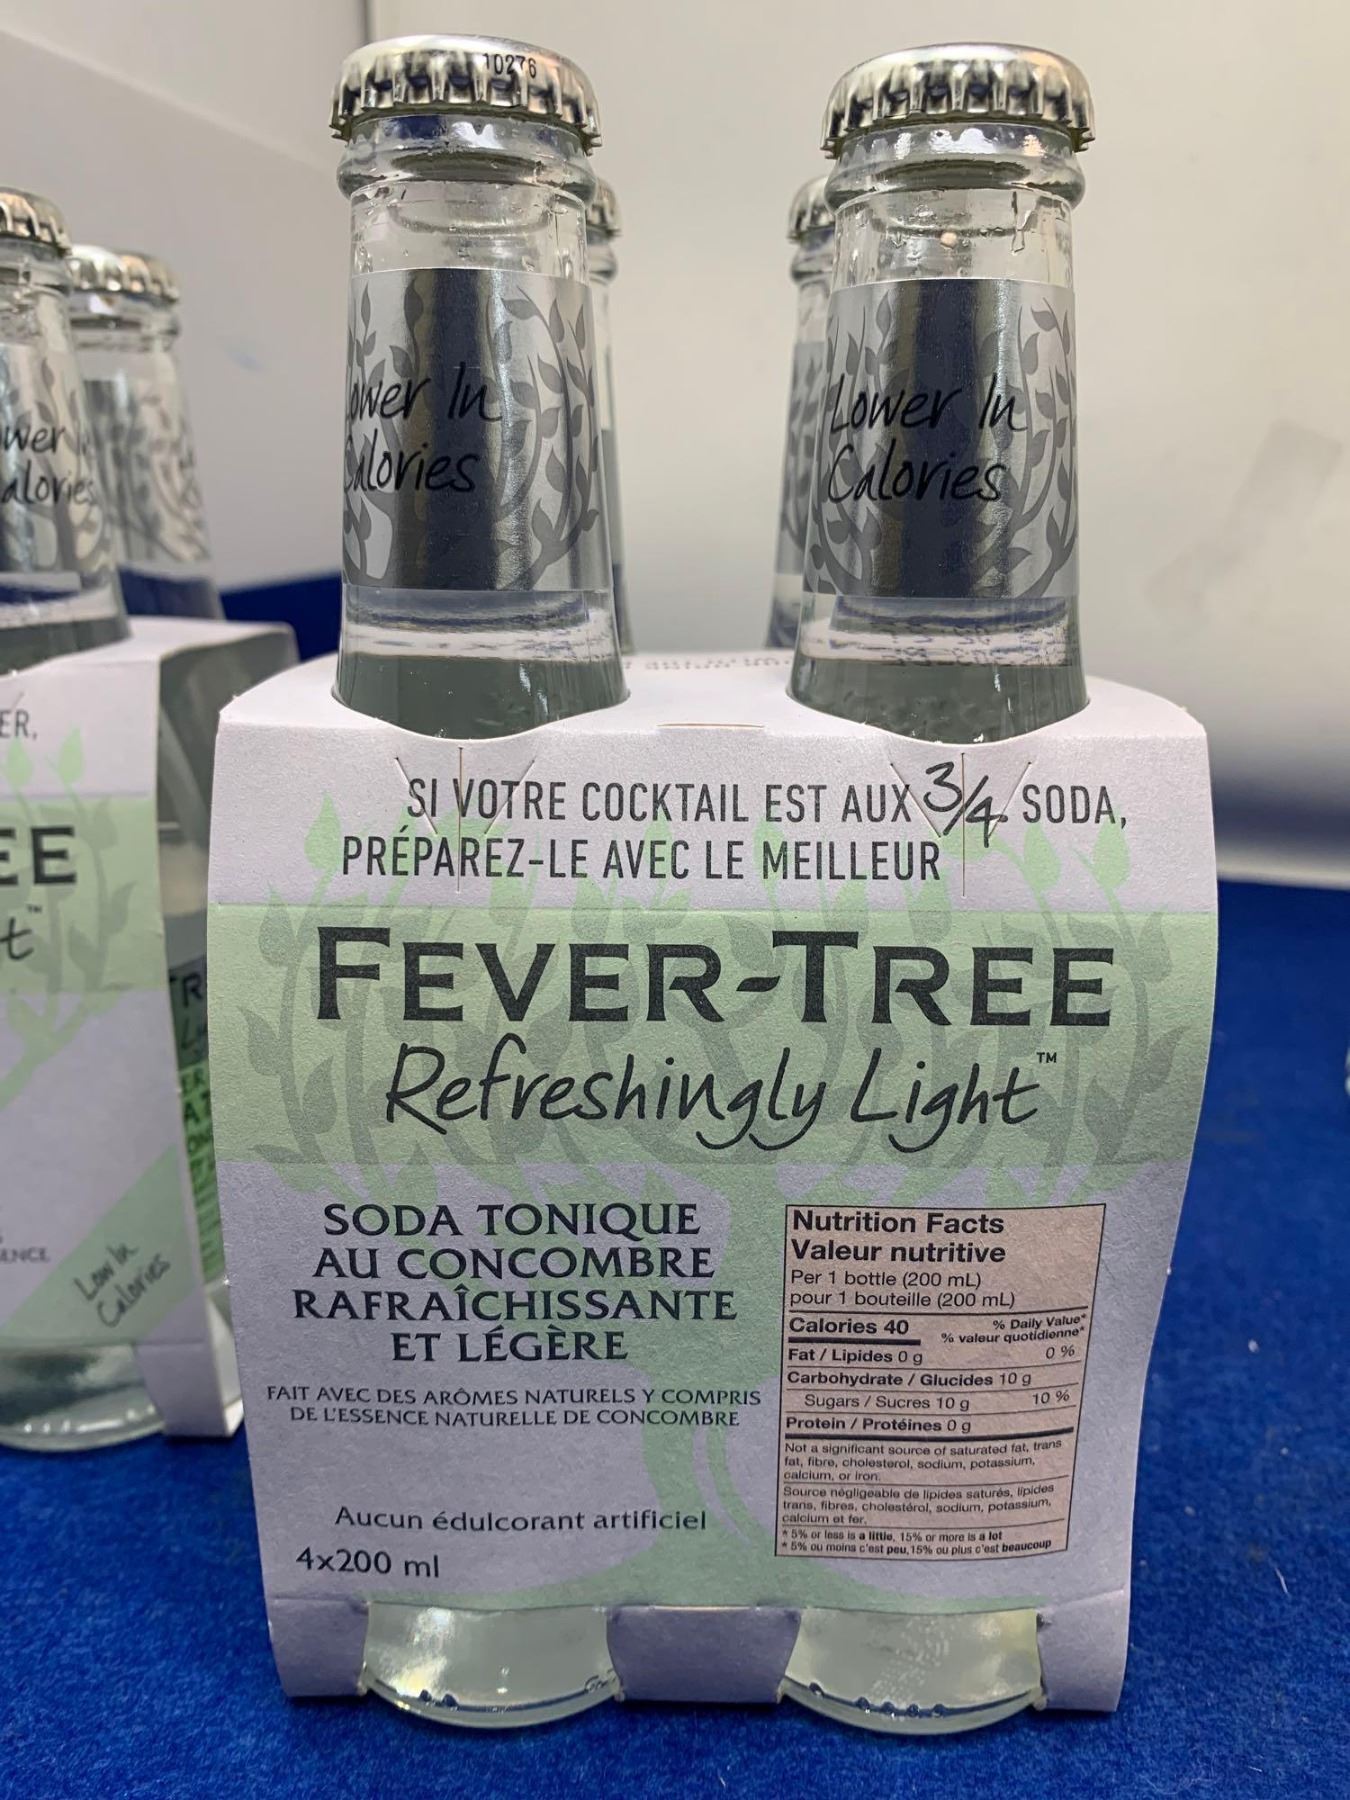 10276
Lower In
Calories
Lower In
Calories
SI VOTRE COCKTAIL EST AUX 3/4 SODA,
PRÉPAREZ-LE AVEC LE MEILLEUR
FEVER-TREE
Refreshingly Light™
SODA TONIQUE
AU CONCOMBRE
RAFRAÎCHISSANTE
ET LÉGÈRE
FAIT AVEC DES ARÔMES NATURELS Y COMPRIS
DE L'ESSENCE NATURELLE DE CONCOMBRE
Aucun édulcorant artificiel
4x200 ml
Nutrition Facts
Valeur nutritive
Per 1 bottle (200 mL)
pour 1 bouteille (200 mL)
Calories 40 % Daily Value*
% valeur quotidienne*
Fat / Lipides 0 g 0 %
Carbohydrate / Glucides 10 g
Sugars / Sucres 10 g 10 %
Protein / Protéines 0 g
Not a significant source of saturated fat, trans
fat, fibre, cholesterol, sodium, potassium,
calcium, or iron.
Source négligeable de lipides saturés, lipides
trans, fibres, cholestérol, sodium, potassium,
calcium et fer.
* 5% or less is a little, 15% or more is a lot
* 5% ou moins c'est peu, 15% ou plus c'est beaucoup
Low In
Calories